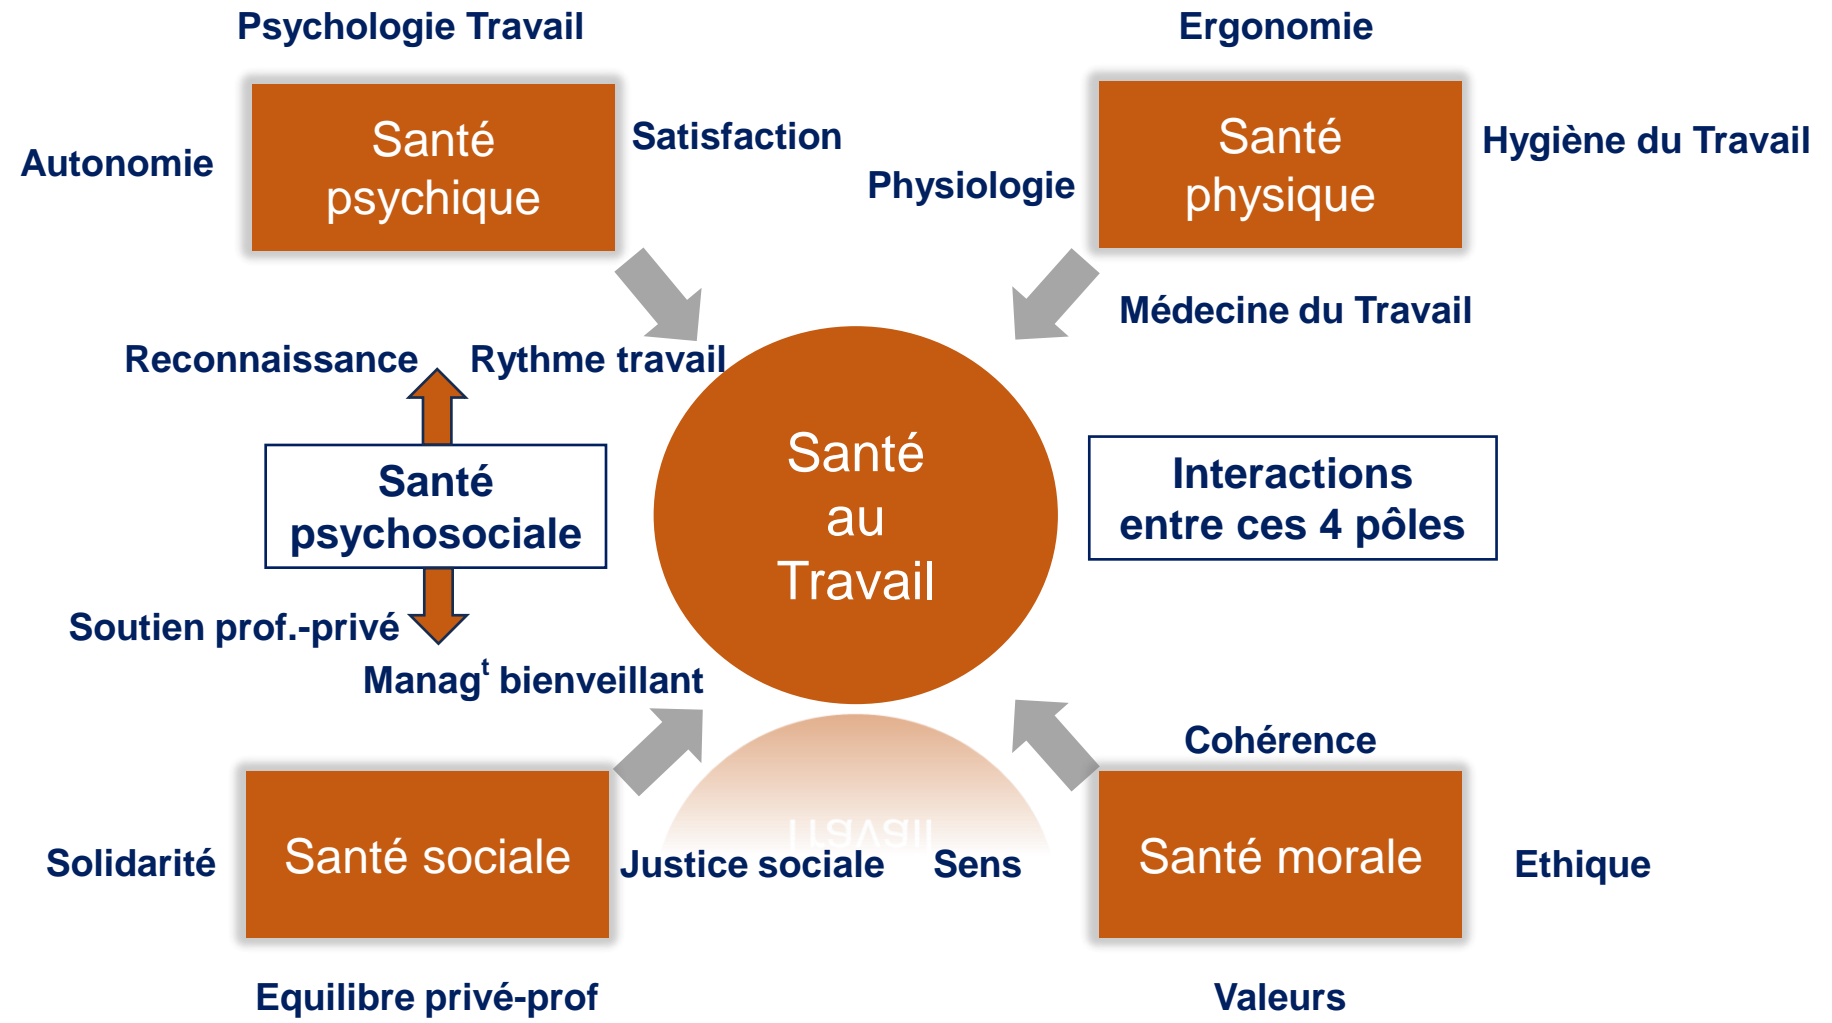 Psychologie Travail
Ergonomie
Santé
psychique
Autonomie
Satisfaction
Santé
physique
Physiologie
Hygiène du Travail
Médecine du Travail
Reconnaissance
Rythme travail
Santé
psychosociale
Santé
au
Travail
Interactions
entre ces 4 pôles
Soutien prof.-privé
Managᵗ bienveillant
Cohérence
Travail
Solidarité
Santé sociale
Justice sociale
Sens
Santé morale
Ethique
Equilibre privé-prof
Valeurs